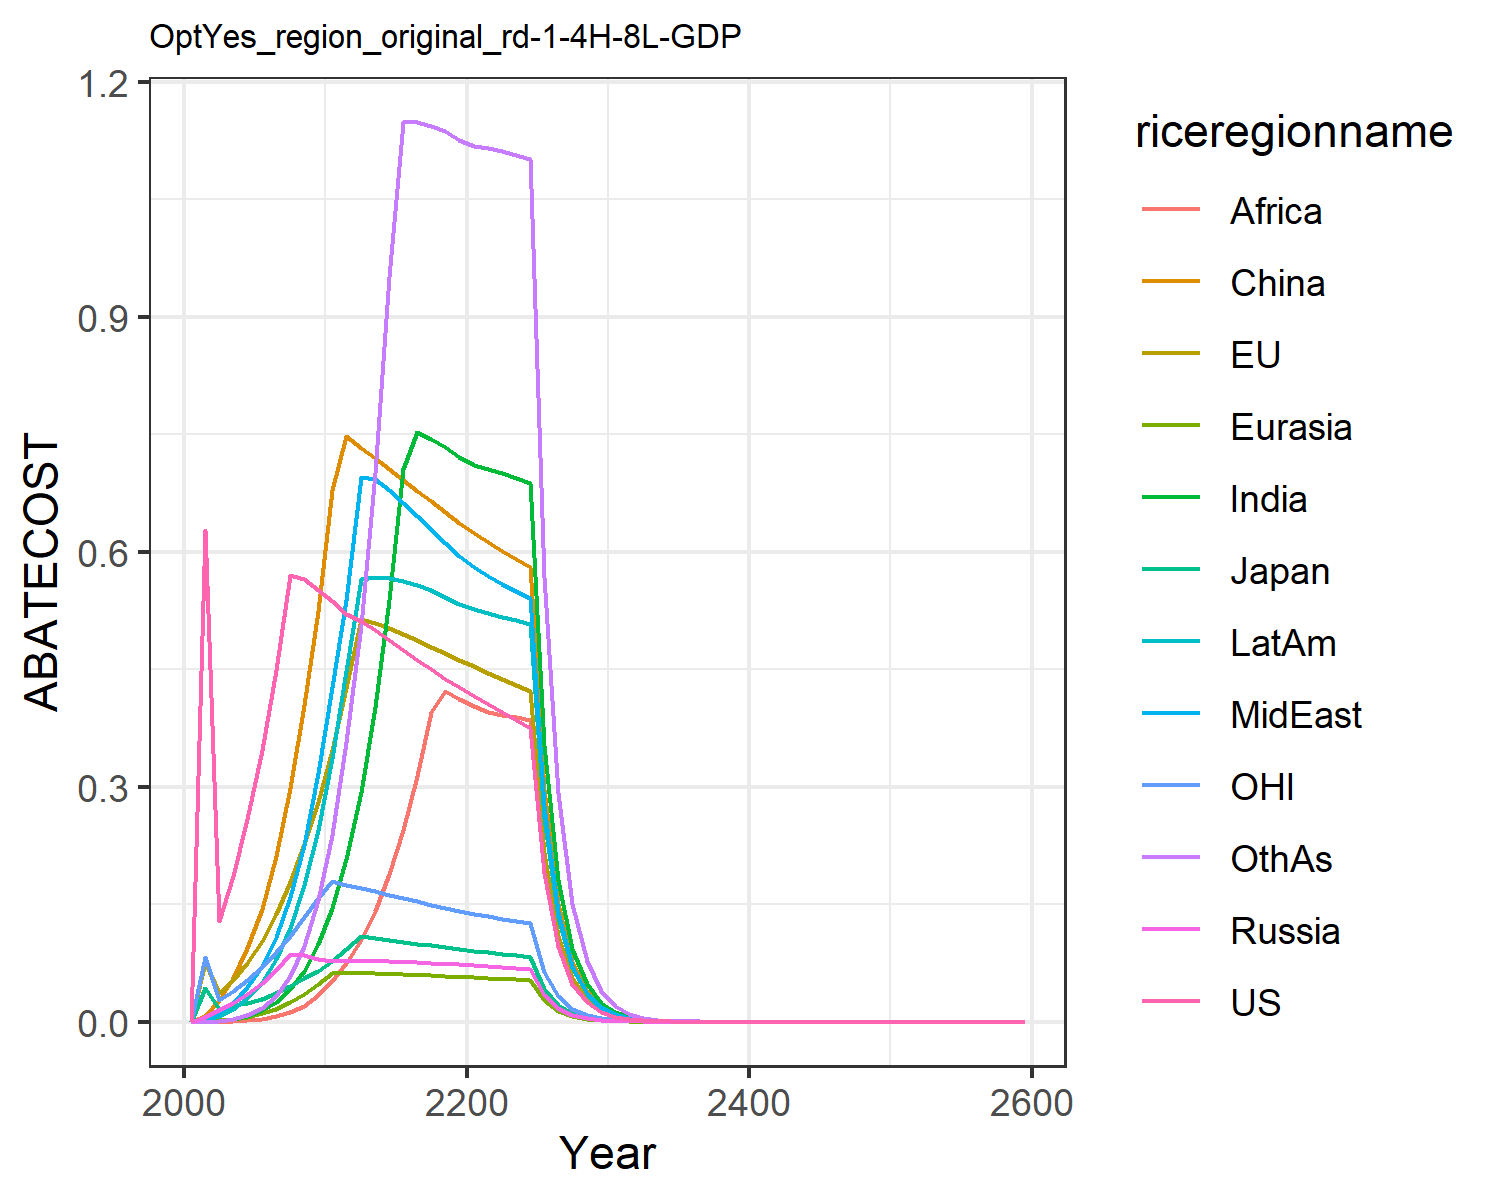 OptYes_region_original_rd-1-4H-8L-GDP
1.2
0.9
0.6
0.3
0.0
ABATECOST
2000
2200
2400
2600
Year
riceregionname
Africa
China
EU
Eurasia
India
Japan
LatAm
MidEast
OHI
OthAs
Russia
US